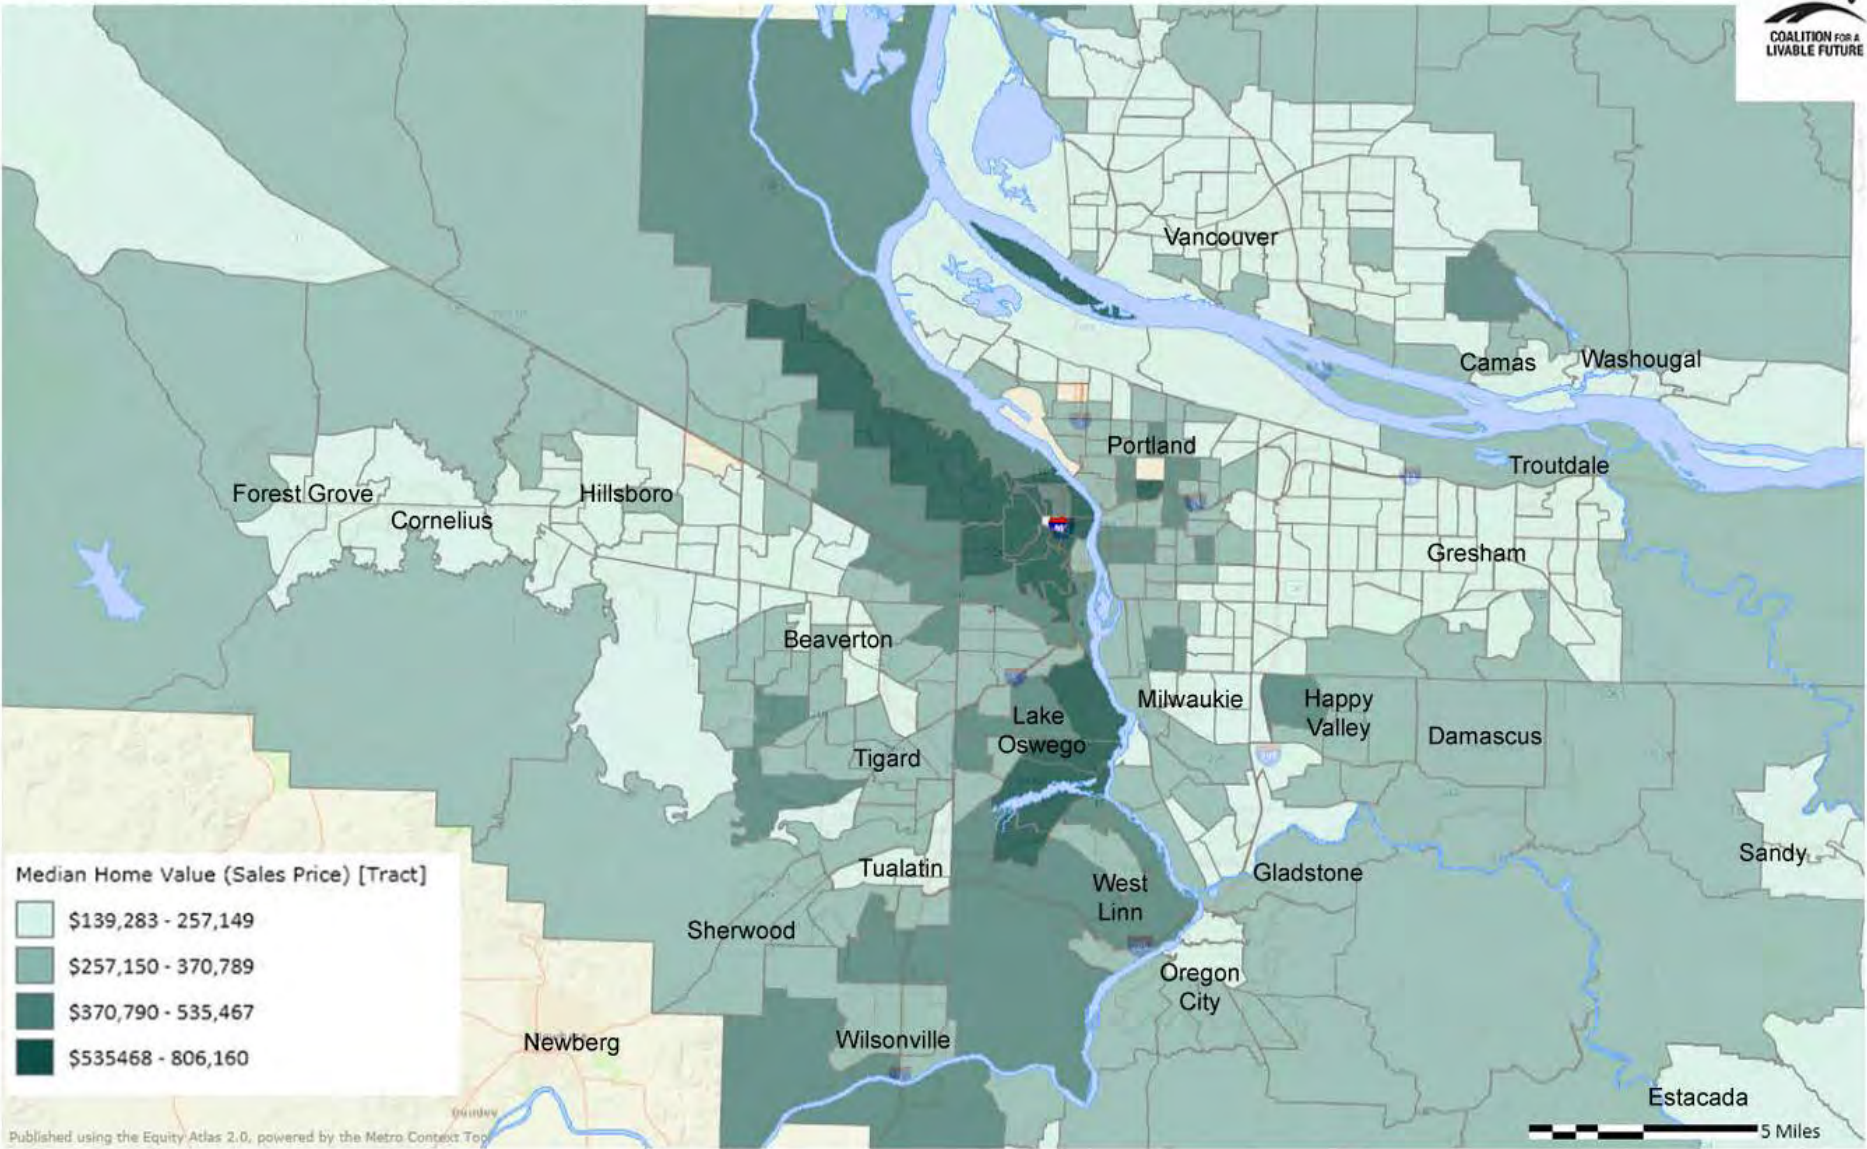 COALITION FOR A
LIVABLE FUTURE
Vancouver
Camas
Washougal
Portland
Troutdale
Forest Grove
Hillsboro
Cornelius
Gresham
Beaverton
Milwaukie
Happy
Valley
Lake
Oswego
Damascus
Tigard
Sandy
Tualatin
Gladstone
West
Linn
Sherwood
Oregon
City
Wilsonville
Newberg
Estacada
Dundee
Median Home Value (Sales Price) [Tract]
$139,283 - 257,149
$257,150 - 370,789
$370,790 - 535,467
$535468 - 806,160
Published using the Equity Atlas 2.0, powered by the Metro Context Too
5 Miles